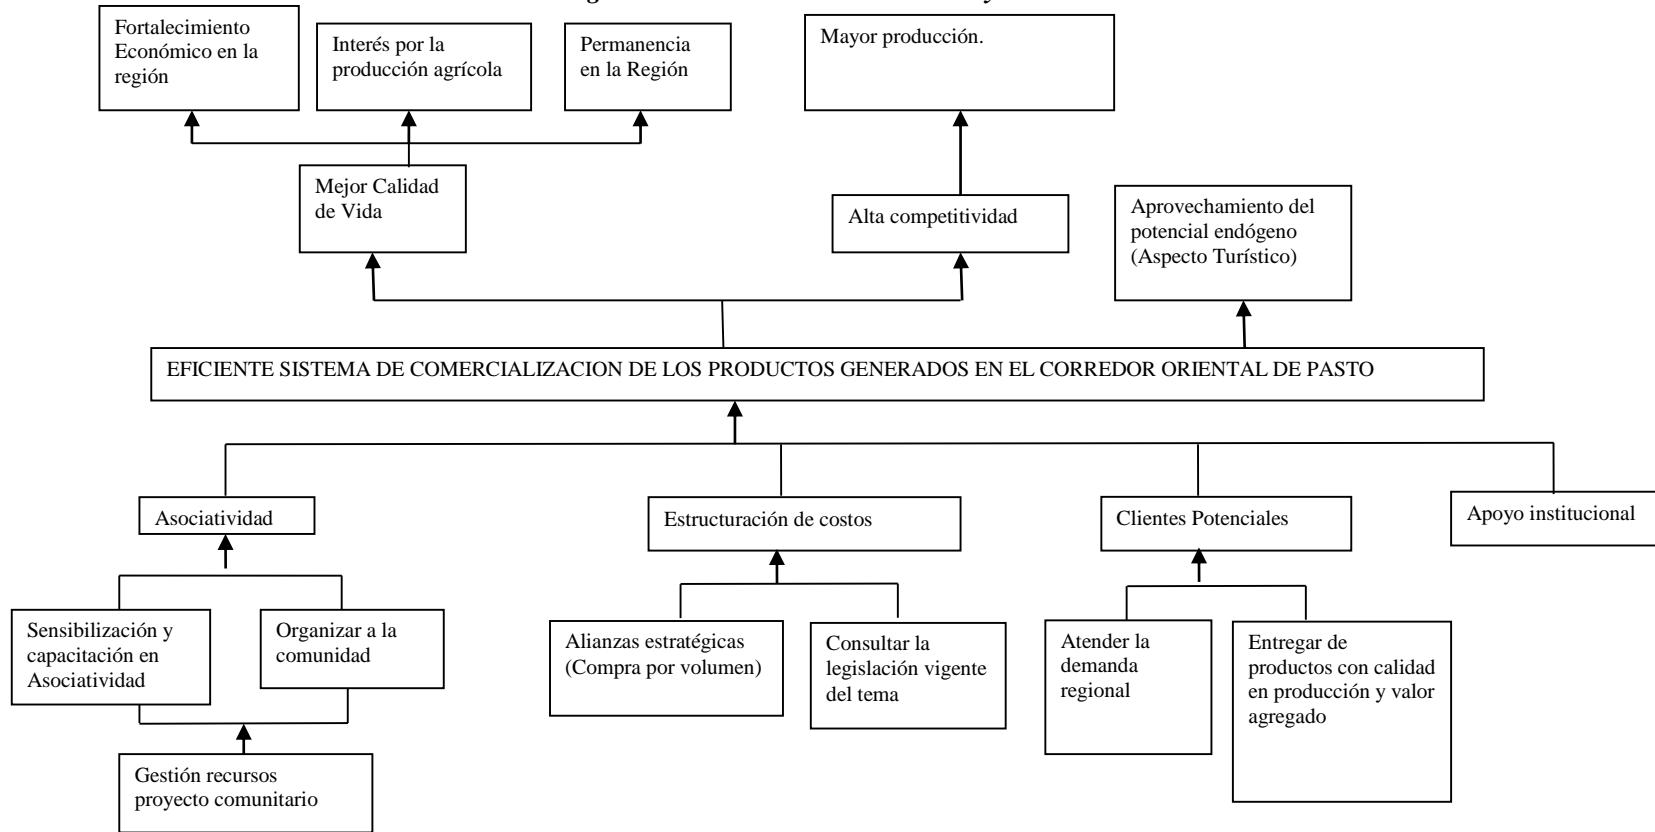 Fortalecimiento
Económico en la
región
Interés por la
producción agrícola
Permanencia
en la Región
Mayor producción.
Mejor Calidad
de Vida
Alta competitividad
Aprovechamiento del
potencial endógeno
(Aspecto Turístico)
EFICIENTE SISTEMA DE COMERCIALIZACION DE LOS PRODUCTOS GENERADOS EN EL CORREDOR ORIENTAL DE PASTO
Asociatividad
Estructuración de costos
Clientes Potenciales
Apoyo institucional
Sensibilización y
capacitación en
Asociatividad
Organizar a la
comunidad
Alianzas estratégicas
(Compra por volumen)
Consultar la
legislación vigente
del tema
Atender la
demanda
regional
Entregar de
productos con calidad
en producción y valor
agregado
Gestión recursos
proyecto comunitario